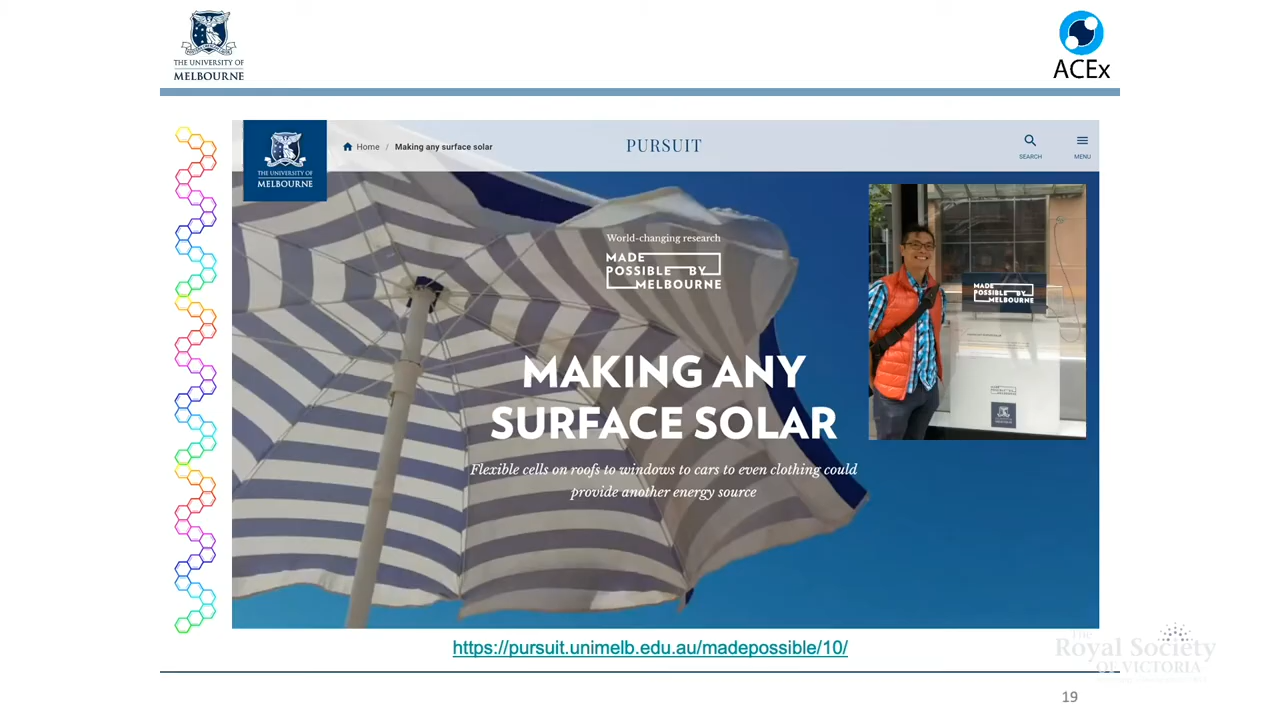 THE UNIVERSITY OF
MELBOURNE
ACEx
THE UNIVERSITY OF
MELBOURNE
Home / Making any surface solar
PURSUIT
SEARCH
MENU
World-changing research
MADE
POSSIBLE BY
MELBOURNE
MADE
POSSIBLE BY
MELBOURNE
MAKING ANY
SURFACE SOLAR
Flexible cells on roofs to windows to cars to even clothing could
provide another energy source
https://pursuit.unimelb.edu.au/madepossible/10/
The
Royal Society
OF VICTORIA
19